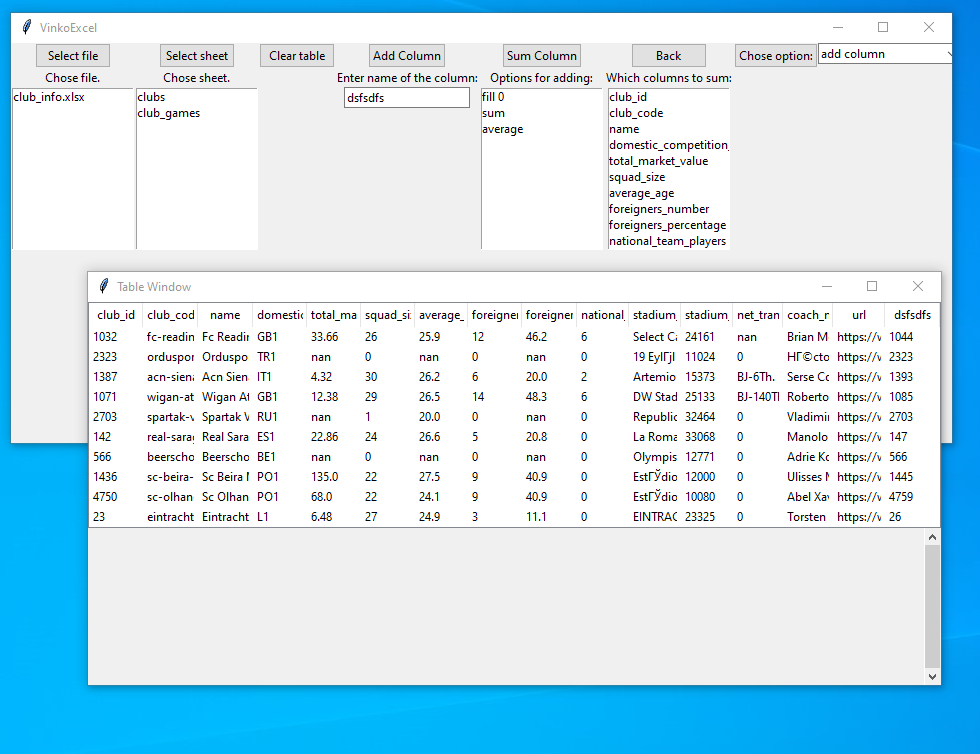 VinkoExcel
Select file Select sheet Clear table Add Column Sum Column Back Chose option: add column
Chose file. Chose sheet. Enter name of the column: Options for adding: Which columns to sum:
club_info.xlsx clubs dsfsdfs fill 0 club_id
club_games sum club_code
average name
domestic_competition_
total_market_value
squad_size
average_age
foreigners_number
foreigners_percentage
national_team_players
Table Window
club_id club_cod name domestic total_ma squad_si average_ foreigner foreigner national_ stadium_ stadium_ net_tran coach_n url dsfsdfs
1032 fc-readin Fc Readin GB1 33.66 26 25.9 12 46.2 6 Select Ca 24161 nan Brian M https://v 1044
2323 orduspor Orduspo TR1 nan 0 nan 0 nan 0 19 EylГјl 11024 0 HГ©cto https://v 2323
1387 acn-siena Acn Sien IT1 4.32 30 26.2 6 20.0 2 Artemio 15373 BJ-6Th. Serse Co https://v 1393
1071 wigan-at Wigan At GB1 12.38 29 26.5 14 48.3 6 DW Stad 25133 BJ-140Tl Roberto https://v 1085
2703 spartak-v Spartak V RU1 nan 1 20.0 0 nan 0 Republic 32464 0 Vladimir https://v 2703
142 real-sara Real Sara ES1 22.86 24 26.6 5 20.8 0 La Roma 33068 0 Manolo https://v 147
566 beerscho Beerscho BE1 nan 0 nan 0 nan 0 Olympis 12771 0 Adrie Ko https://v 566
1436 sc-beira- Sc Beira M PO1 135.0 22 27.5 9 40.9 0 EstГЎdio 12000 0 Ulisses M https://v 1445
4750 sc-olhan Sc Olhan PO1 68.0 22 24.1 9 40.9 0 EstГЎdio 10080 0 Abel Xav https://v 4759
23 eintracht Eintracht L1 6.48 27 24.9 3 11.1 0 EINTRAC 23325 0 Torsten https://v 26